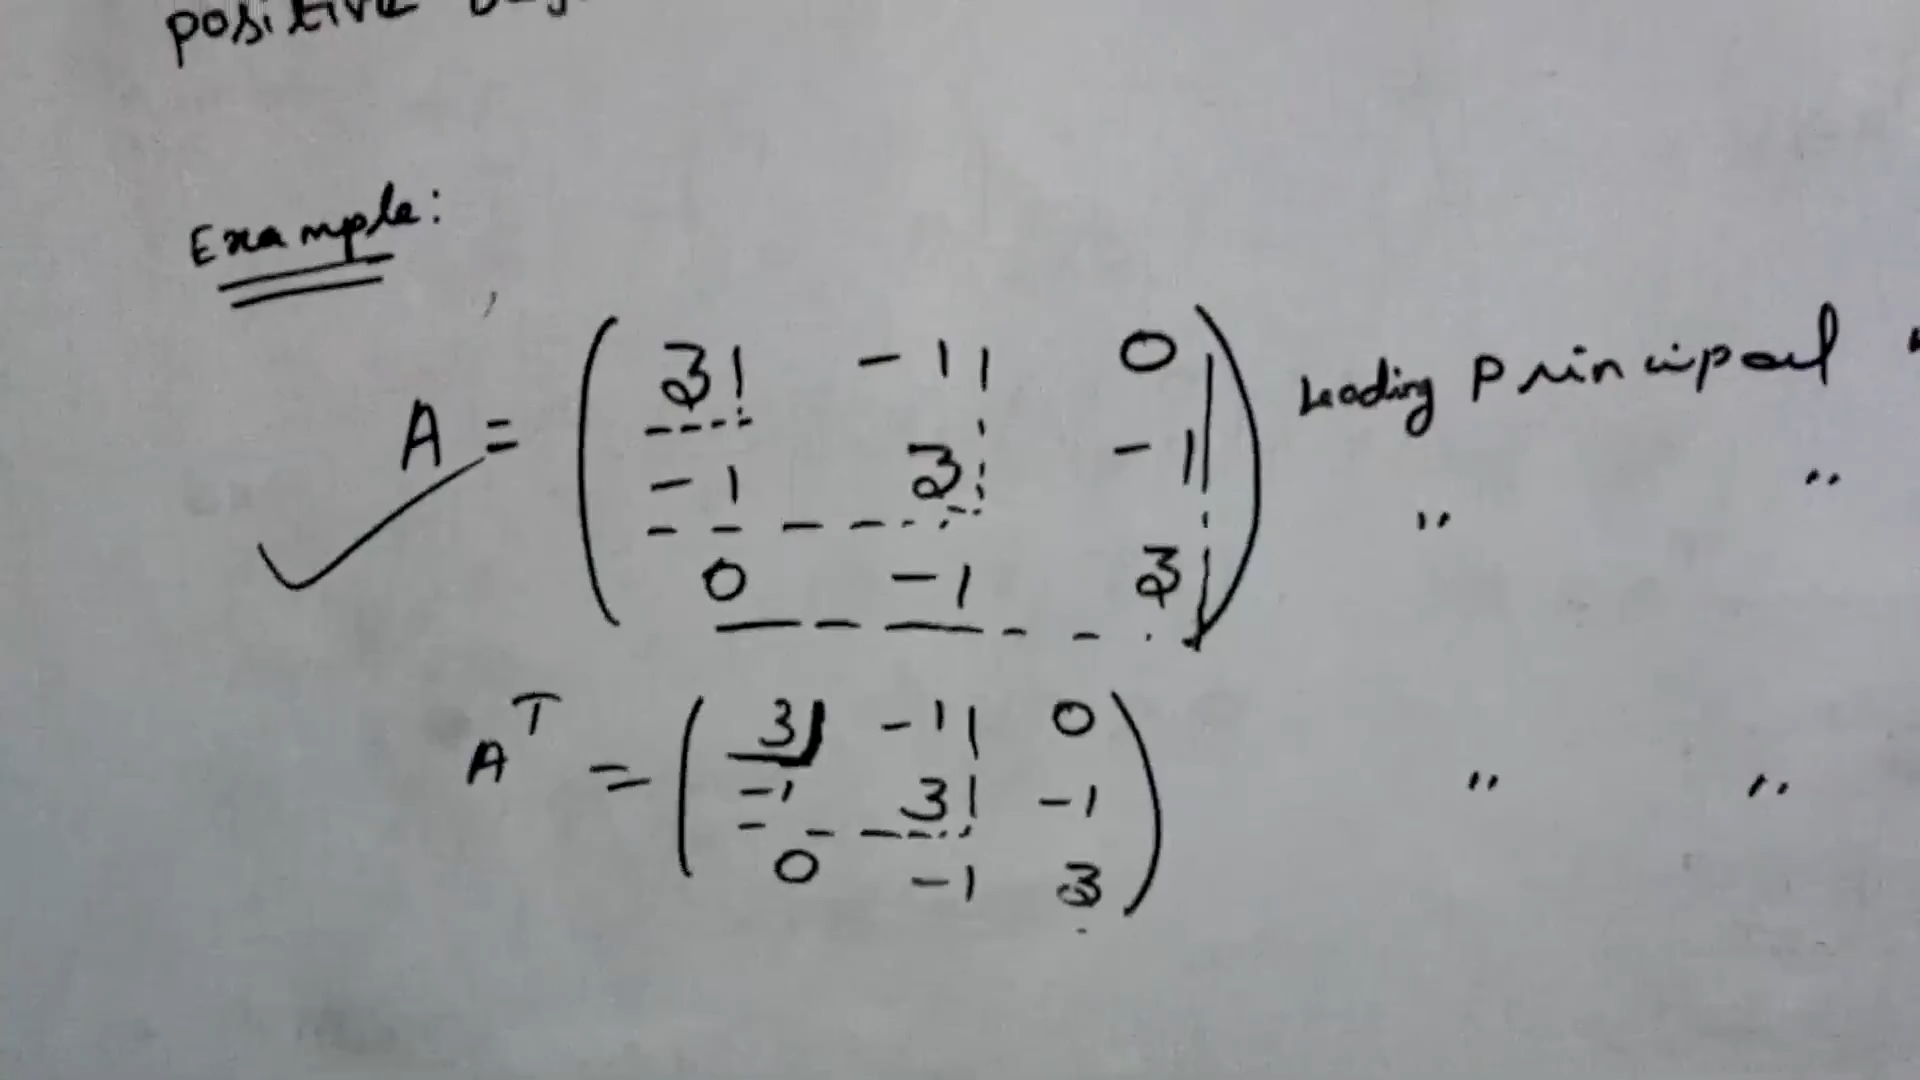 positive
Example:
A = ( 3 -1 0 Leading Principal
-1 3 -1 " "
0 -1 3 )
A^T = ( 3 -1 0
-1 3 -1 " "
0 -1 3 )